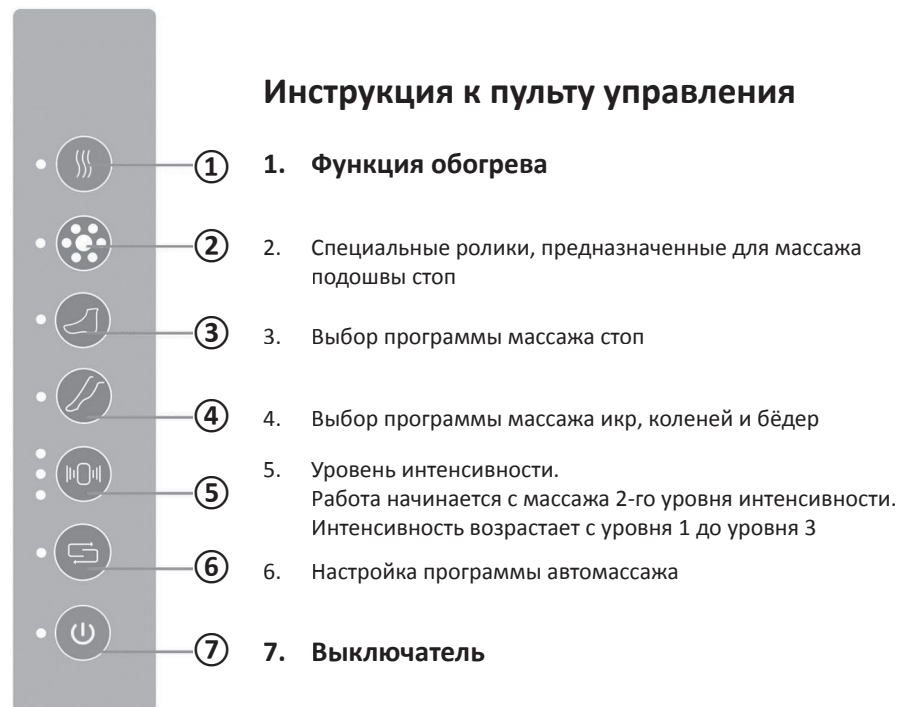 Инструкция к пульту управления
① 1. Функция обогрева
② 2. Специальные ролики, предназначенные для массажа
подошвы стоп
③ 3. Выбор программы массажа стоп
④ 4. Выбор программы массажа икр, коленей и бёдер
⑤ 5. Уровень интенсивности.
Работа начинается с массажа 2-го уровня интенсивности.
Интенсивность возрастает с уровня 1 до уровня 3
⑥ 6. Настройка программы автомассажа
⑦ 7. Выключатель